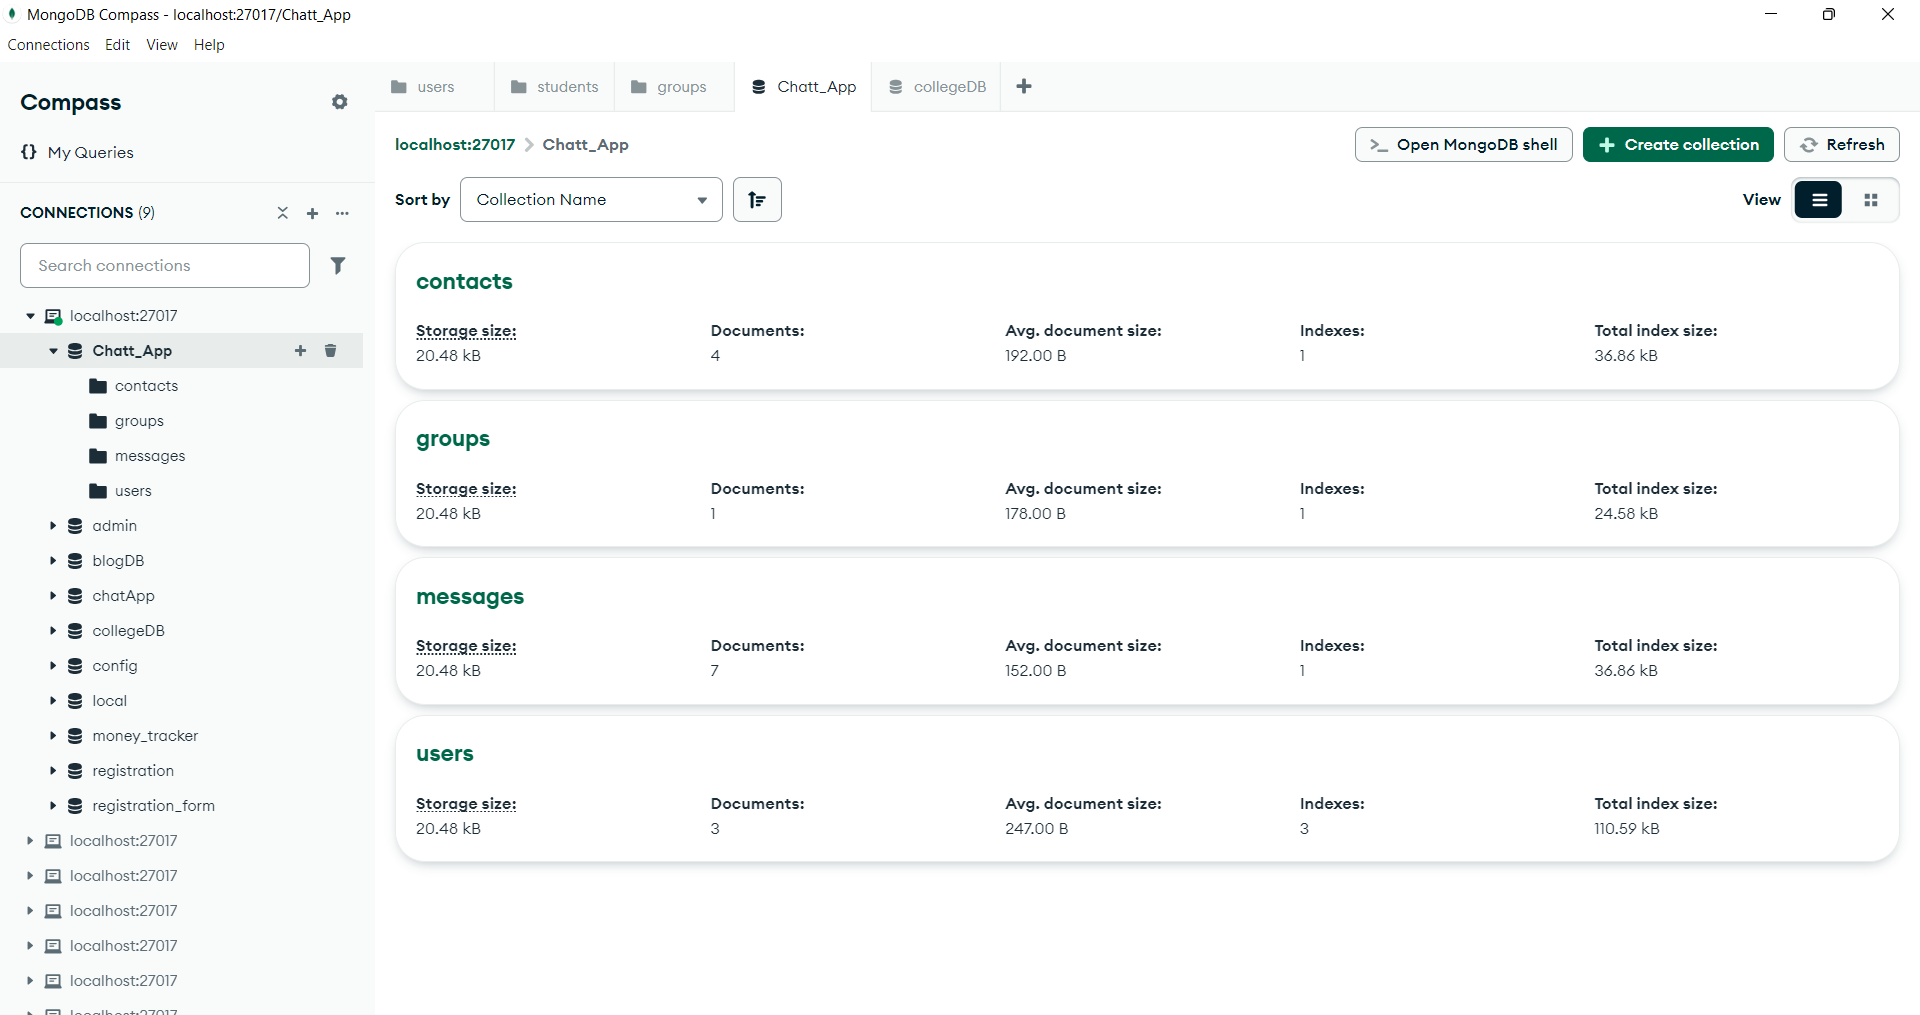 MongoDB Compass - localhost:27017/Chatt_App
Connections Edit View Help
Compass
My Queries
CONNECTIONS (9)
Search connections
localhost:27017
Chatt_App
contacts
groups
messages
users
admin
blogDB
chatApp
collegeDB
config
local
money_tracker
registration
registration_form
localhost:27017
localhost:27017
localhost:27017
localhost:27017
localhost:27017
localhost:27017
users students groups Chatt_App collegeDB
localhost:27017 Chatt_App
Open MongoDB shell Create collection Refresh
Sort by Collection Name View
contacts
Storage size: Documents: Avg. document size: Indexes: Total index size:
20.48 kB 4 192.00 B 1 36.86 kB
groups
Storage size: Documents: Avg. document size: Indexes: Total index size:
20.48 kB 1 178.00 B 1 24.58 kB
messages
Storage size: Documents: Avg. document size: Indexes: Total index size:
20.48 kB 7 152.00 B 1 36.86 kB
users
Storage size: Documents: Avg. document size: Indexes: Total index size:
20.48 kB 3 247.00 B 3 110.59 kB